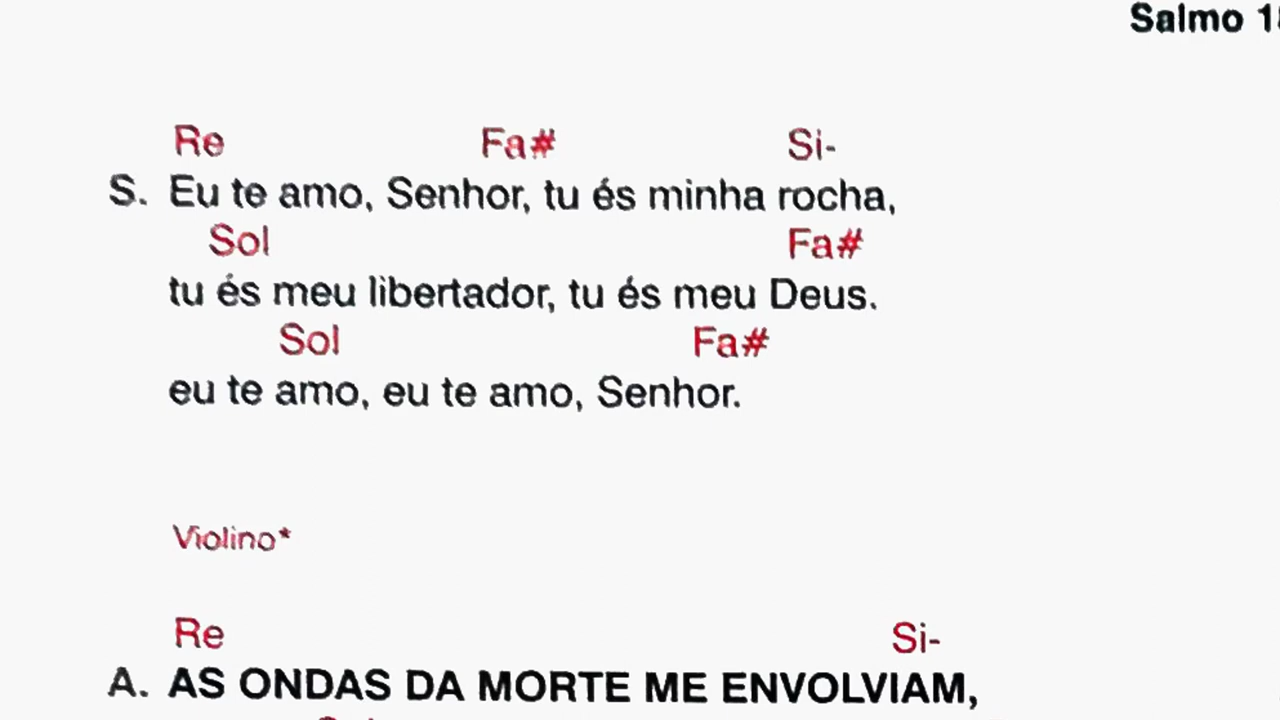 Salmo 18
Re Fa# Si-
S. Eu te amo, Senhor, tu és minha rocha,
Sol Fa#
tu és meu libertador, tu és meu Deus.
Sol Fa#
eu te amo, eu te amo, Senhor.
Violino*
Re Si-
A. AS ONDAS DA MORTE ME ENVOLVIAM,